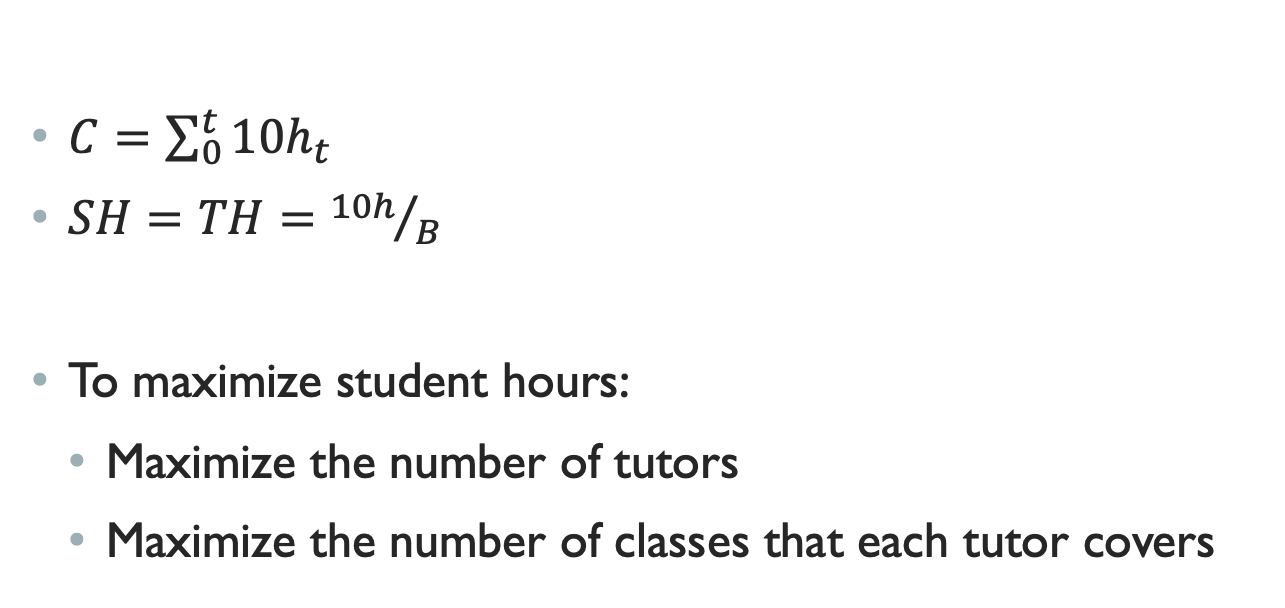 • C = ∑₀ᵗ 10hₜ
• SH = TH = ¹⁰ʰ/B
• To maximize student hours:
• Maximize the number of tutors
• Maximize the number of classes that each tutor covers